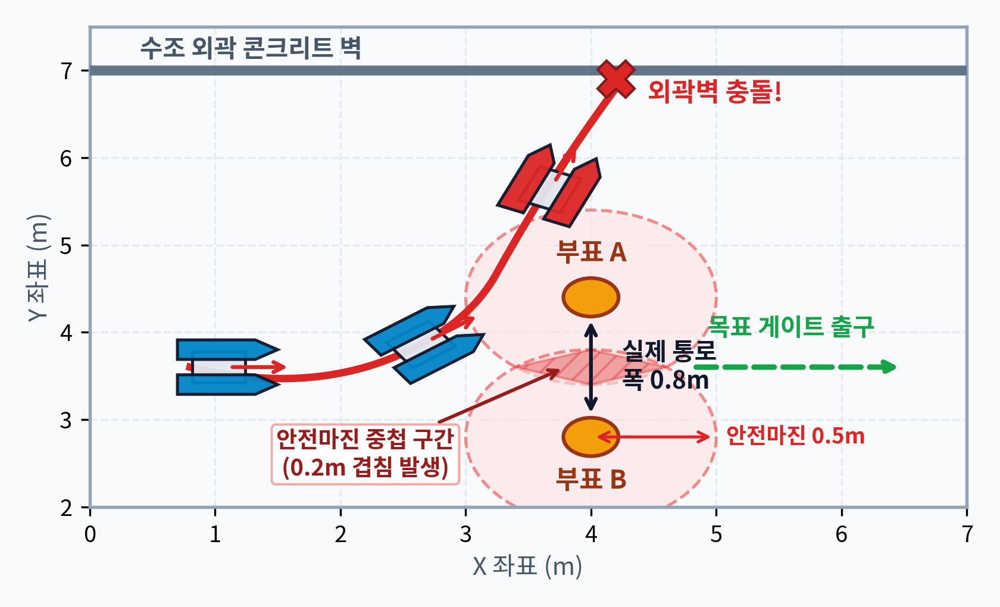 수조 외곽 콘크리트 벽
외곽벽 충돌!
부표 A
목표 게이트 출구
실제 통로
폭 0.8m
안전마진 중첩 구간
(0.2m 겹침 발생)
안전마진 0.5m
부표 B
Y 좌표 (m)
7
6
5
4
3
2
0 1 2 3 4 5 6 7
X 좌표 (m)